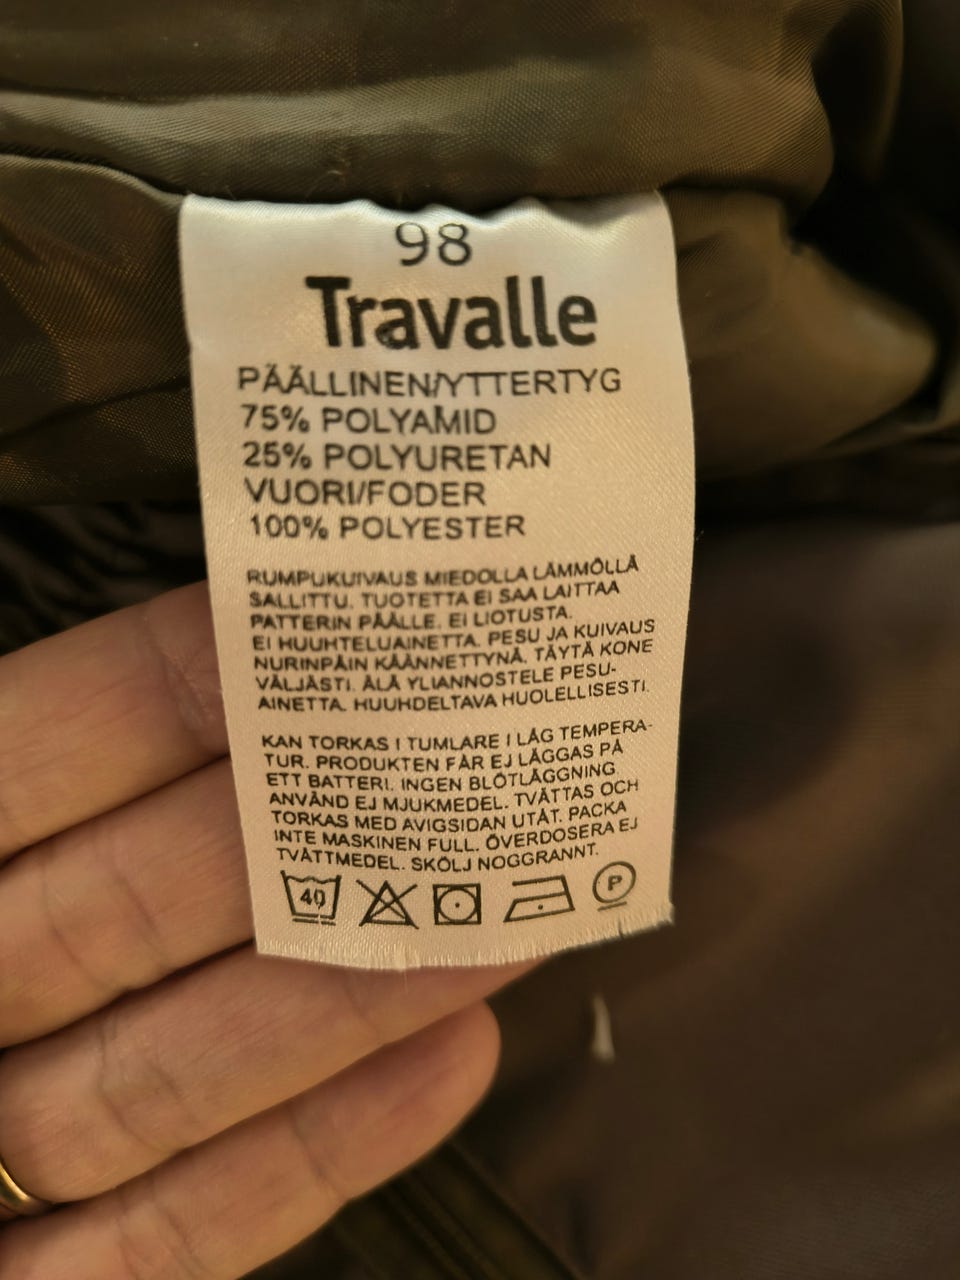 98
Travalle
PÄÄLLINEN/YTTERTYG
75% POLYAMID
25% POLYURETAN
VUORI/FODER
100% POLYESTER
RUMPUKUIVAUS MIEDOLLA LÄMMÖLLÄ
SALLITTU. TUOTETTA EI SAA LAITTAA
PATTERIN PÄÄLLE. EI LIOTUSTA.
EI HUUHTELUAINETTA. PESU JA KUIVAUS
NURINPÄIN KÄÄNNETTYNÄ. TÄYTÄ KONE
VÄLJÄSTI. ÄLÄ YLIANNOSTELE PESU-
AINETTA. HUUHDELTAVA HUOLELLISESTI.
KAN TORKAS I TUMLARE I LÅG TEMPERA-
TUR. PRODUKTEN FÅR EJ LÄGGAS PÅ
ETT BATTERI. INGEN BLÖTLÄGGNING.
ANVÄND EJ MJUKMEDEL. TVÄTTAS OCH
TORKAS MED AVIGSIDAN UTÅT. PACKA
INTE MASKINEN FULL. ÖVERDOSERA EJ
TVÄTTMEDEL. SKÖLJ NOGGRANNT.
40 P